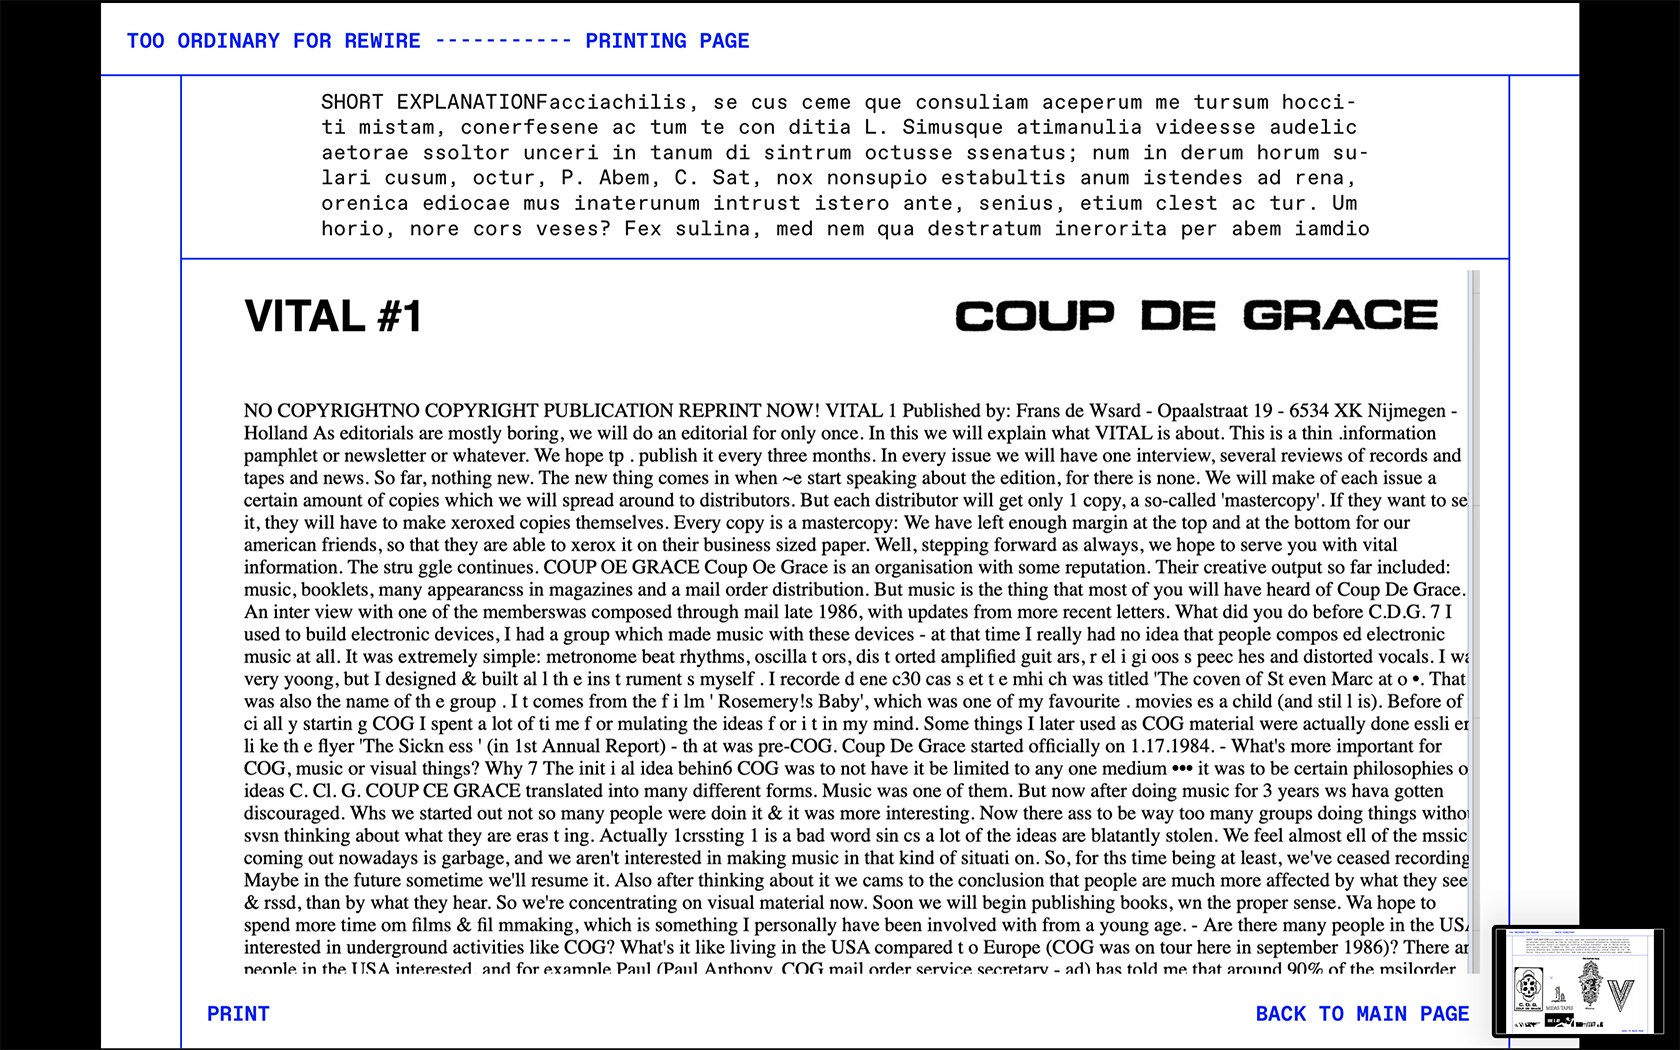 TOO ORDINARY FOR REWIRE ----------- PRINTING PAGE
SHORT EXPLANATIONFacciachilis, se cus ceme que consuliam aceperum me tursum hocci-
ti mistam, conerfesene ac tum te con ditia L. Simusque atimanulia videesse audelic
aetorae ssoltor unceri in tanum di sintrum octusse ssenatus; num in derum horum su-
lari cusum, octur, P. Abem, C. Sat, nox nonsupio estabultis anum istendes ad rena,
orenica ediocae mus inaterunum intrust istero ante, senius, etium clest ac tur. Um
horio, nore cors veses? Fex sulina, med nem qua destratum inerorita per abem iamdio
VITAL #1
COUP DE GRACE
NO COPYRIGHTNO COPYRIGHT PUBLICATION REPRINT NOW! VITAL 1 Published by: Frans de Wsard - Opaalstraat 19 - 6534 XK Nijmegen -
Holland As editorials are mostly boring, we will do an editorial for only once. In this we will explain what VITAL is about. This is a thin .information
pamphlet or newsletter or whatever. We hope tp . publish it every three months. In every issue we will have one interview, several reviews of records and
tapes and news. So far, nothing new. The new thing comes in when ~e start speaking about the edition, for there is none. We will make of each issue a
certain amount of copies which we will spread around to distributors. But each distributor will get only 1 copy, a so-called 'mastercopy'. If they want to se
it, they will have to make xeroxed copies themselves. Every copy is a mastercopy: We have left enough margin at the top and at the bottom for our
american friends, so that they are able to xerox it on their business sized paper. Well, stepping forward as always, we hope to serve you with vital
information. The stru ggle continues. COUP OE GRACE Coup Oe Grace is an organisation with some reputation. Their creative output so far included:
music, booklets, many appearancss in magazines and a mail order distribution. But music is the thing that most of you will have heard of Coup De Grace.
An inter view with one of the memberswas composed through mail late 1986, with updates from more recent letters. What did you do before C.D.G. 7 I
used to build electronic devices, I had a group which made music with these devices - at that time I really had no idea that people compos ed electronic
music at all. It was extremely simple: metronome beat rhythms, oscilla t ors, dis t orted amplified guit ars, r el i gi oos s peec hes and distorted vocals. I wa
very yoong, but I designed & built al l th e ins t rument s myself . I recorde d ene c30 cas s et t e mhi ch was titled 'The coven of St even Marc at o •. That
was also the name of th e group . I t comes from the f i lm ' Rosemery!s Baby', which was one of my favourite . movies es a child (and stil l is). Before of
ci all y startin g COG I spent a lot of ti me f or mulating the ideas f or i t in my mind. Some things I later used as COG material were actually done essli er
li ke th e flyer 'The Sickn ess ' (in 1st Annual Report) - th at was pre-COG. Coup De Grace started officially on 1.17.1984. - What's more important for
COG, music or visual things? Why 7 The init i al idea behin6 COG was to not have it be limited to any one medium ••• it was to be certain philosophies o
ideas C. Cl. G. COUP CE GRACE translated into many different forms. Music was one of them. But now after doing music for 3 years ws hava gotten
discouraged. Whs we started out not so many people were doin it & it was more interesting. Now there ass to be way too many groups doing things withou
svsn thinking about what they are eras t ing. Actually 1crssting 1 is a bad word sin cs a lot of the ideas are blatantly stolen. We feel almost ell of the mssic
coming out nowadays is garbage, and we aren't interested in making music in that kind of situati on. So, for ths time being at least, we've ceased recording
Maybe in the future sometime we'll resume it. Also after thinking about it we cams to the conclusion that people are much more affected by what they see
& rssd, than by what they hear. So we're concentrating on visual material now. Soon we will begin publishing books, wn the proper sense. Wa hope to
spend more time om films & fil mmaking, which is something I personally have been involved with from a young age. - Are there many people in the USA
interested in underground activities like COG? What's it like living in the USA compared t o Europe (COG was on tour here in september 1986)? There ar
people in the USA interested, and for example Paul (Paul Anthony, COG mail order service secretary - ad) has told me that around 90% of the msilorder
PRINT
BACK TO MAIN PAGE